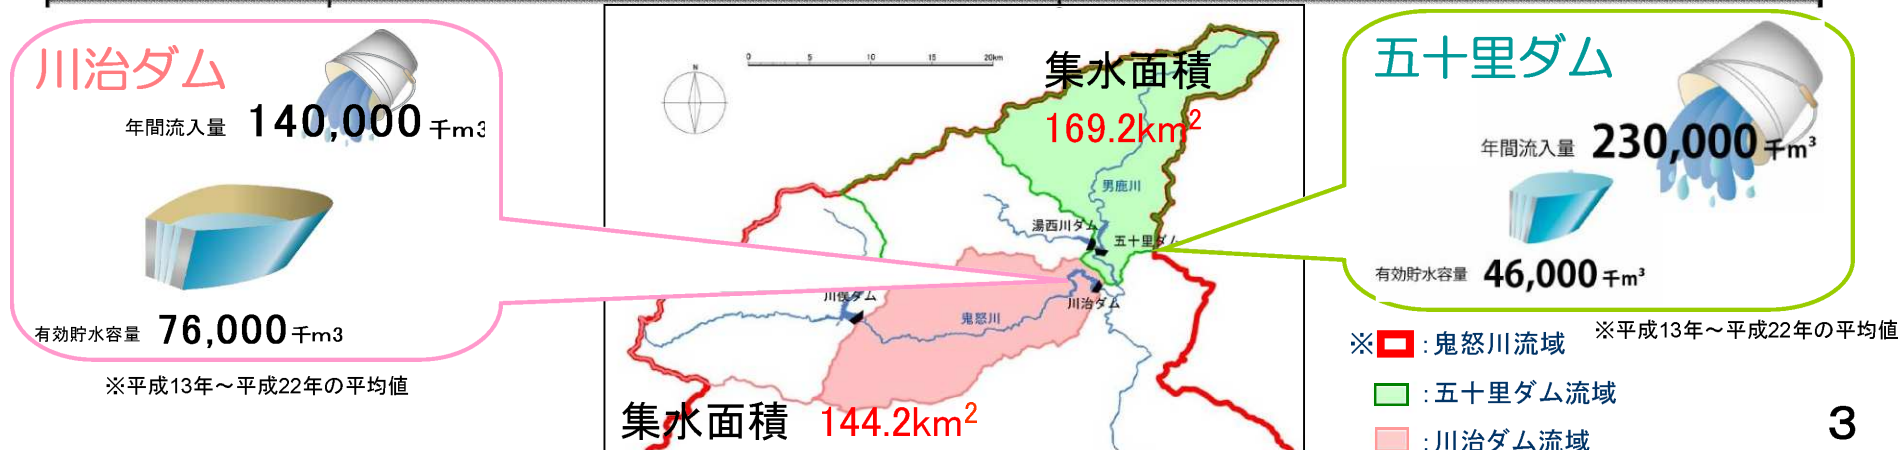 川治ダム
年間流入量 140,000 千m3
有効貯水容量 76,000 千m3
※平成13年～平成22年の平均値
N
0 5 10 15 20km
集水面積
169.2km²
男鹿川
湯西川ダム
五十里ダム
川俣ダム
川治ダム
鬼怒川
集水面積 144.2km²
五十里ダム
年間流入量 230,000 千m³
有効貯水容量 46,000 千m³
※平成13年～平成22年の平均値
※ : 鬼怒川流域
: 五十里ダム流域
: 川治ダム流域
3